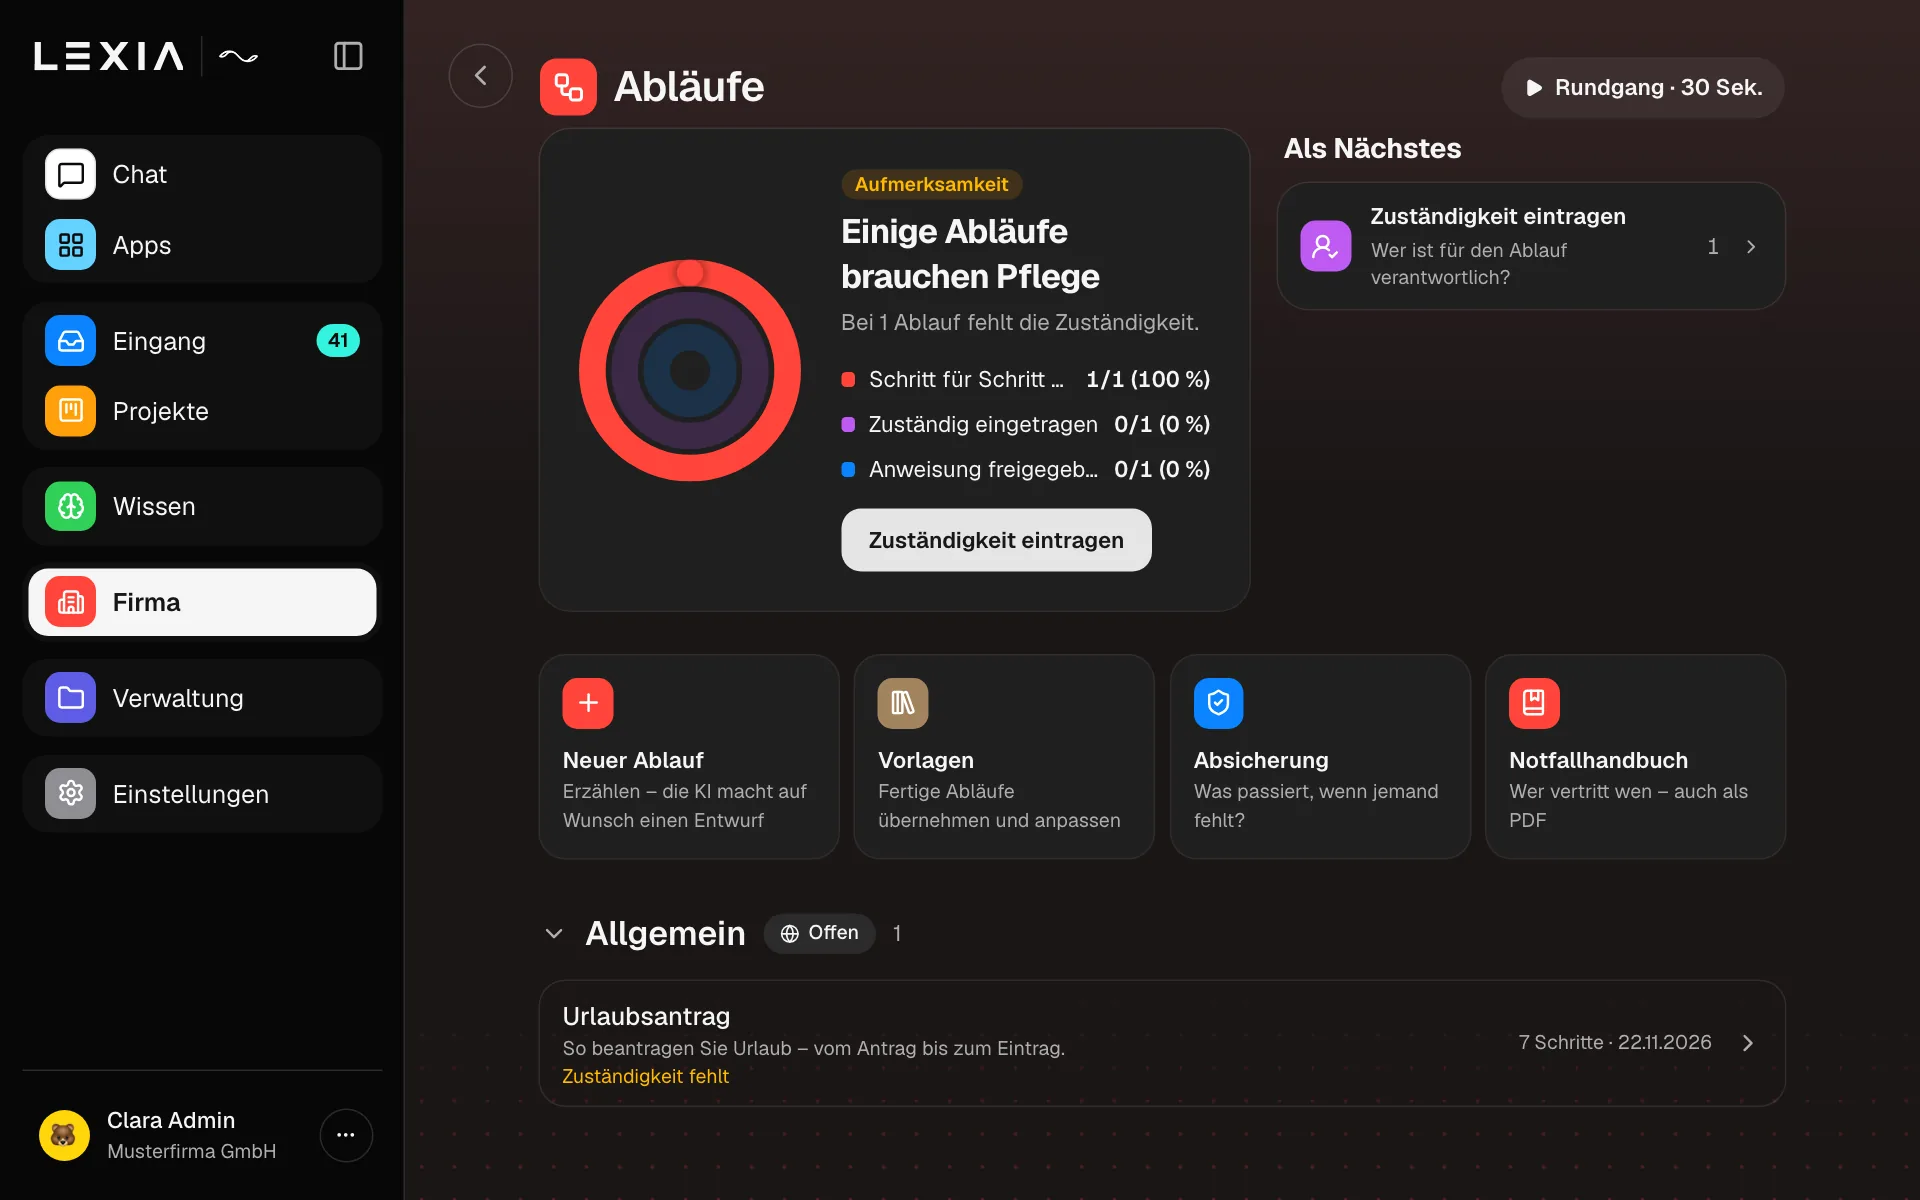 LEXIA
Chat
Apps
Eingang
41
Projekte
Wissen
Firma
Verwaltung
Einstellungen
Clara Admin
Musterfirma GmbH
Abläufe
Rundgang · 30 Sek.
Aufmerksamkeit
Einige Abläufe
brauchen Pflege
Bei 1 Ablauf fehlt die Zuständigkeit.
Schritt für Schritt ... 1/1 (100 %)
Zuständig eingetragen 0/1 (0 %)
Anweisung freigegeb... 0/1 (0 %)
Zuständigkeit eintragen
Als Nächstes
Zuständigkeit eintragen
Wer ist für den Ablauf
verantwortlich?
1
Neuer Ablauf
Erzählen – die KI macht auf
Wunsch einen Entwurf
Vorlagen
Fertige Abläufe
übernehmen und anpassen
Absicherung
Was passiert, wenn jemand
fehlt?
Notfallhandbuch
Wer vertritt wen – auch als
PDF
Allgemein
Offen
1
Urlaubsantrag
So beantragen Sie Urlaub – vom Antrag bis zum Eintrag.
Zuständigkeit fehlt
7 Schritte · 22.11.2026